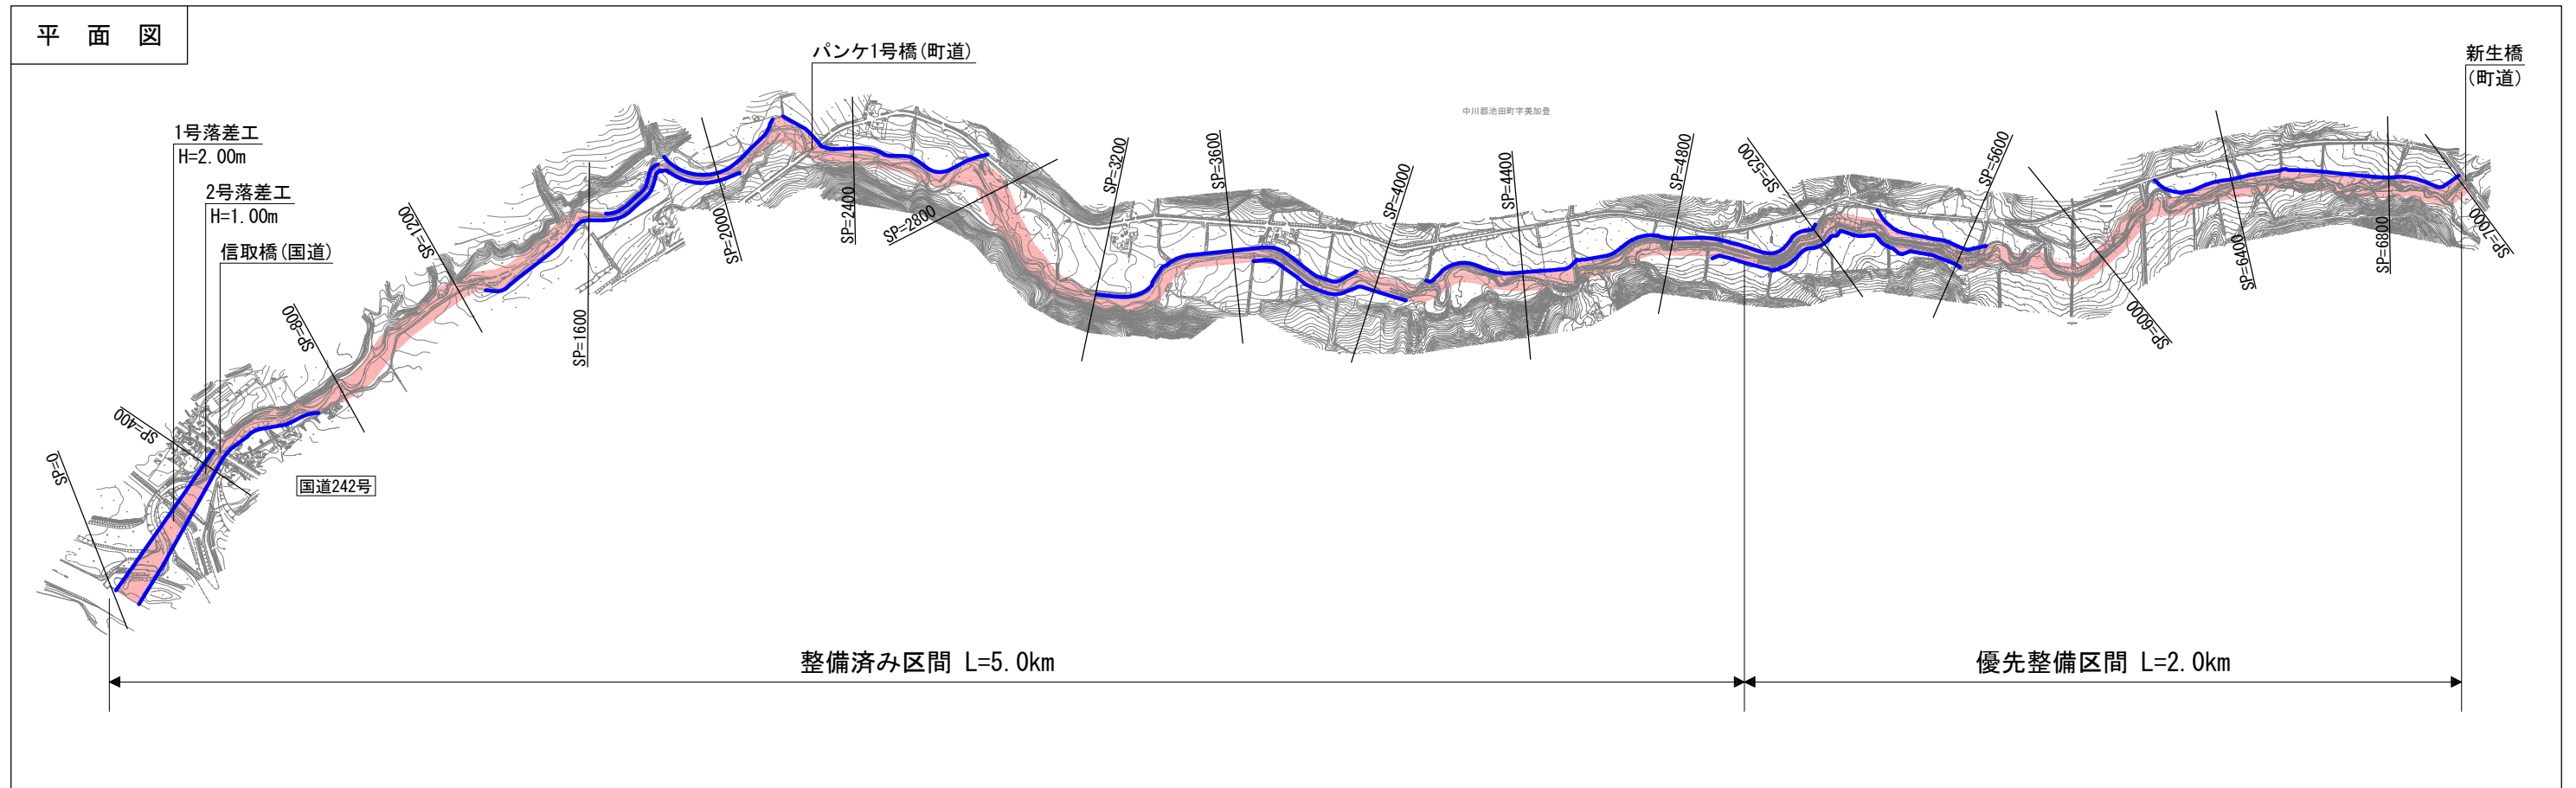 平 面 図
パンケ1号橋(町道)
新生橋
(町道)
中川郡池田町字美加登
1号落差工
H=2.00m
2号落差工
H=1.00m
信取橋(国道)
国道242号
SP=0
SP=400
SP=800
SP=1200
SP=1600
SP=2000
SP=2400
SP=2800
SP=3200
SP=3600
SP=4000
SP=4400
SP=4800
SP=5200
SP=5600
SP=6000
SP=6400
SP=6800
SP=7000
整備済み区間 L=5.0km
優先整備区間 L=2.0km